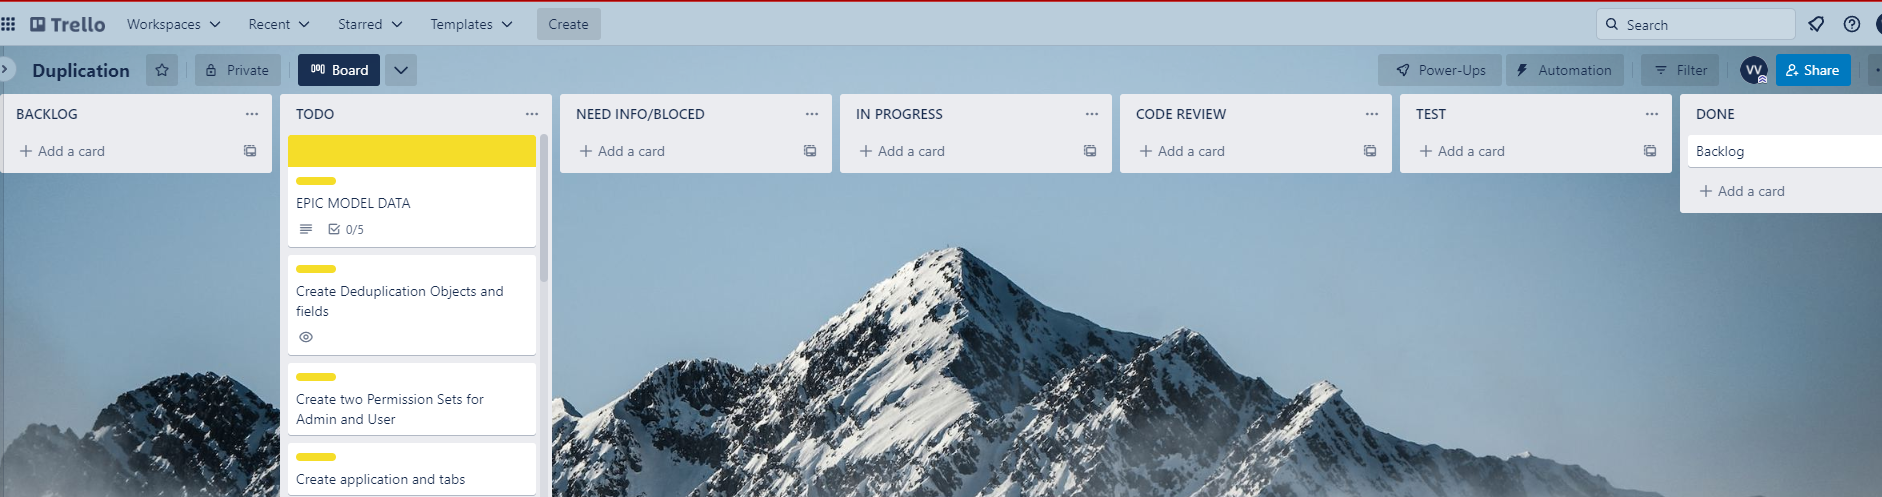 Trello
Workspaces
Recent
Starred
Templates
Create
Search
Duplication
Private
Board
Power-Ups
Automation
Filter
VV
Share
BACKLOG
Add a card
TODO
EPIC MODEL DATA
0/5
Create Deduplication Objects and
fields
Create two Permission Sets for
Admin and User
Create application and tabs
NEED INFO/BLOCED
Add a card
IN PROGRESS
Add a card
CODE REVIEW
Add a card
TEST
Add a card
DONE
Backlog
Add a card